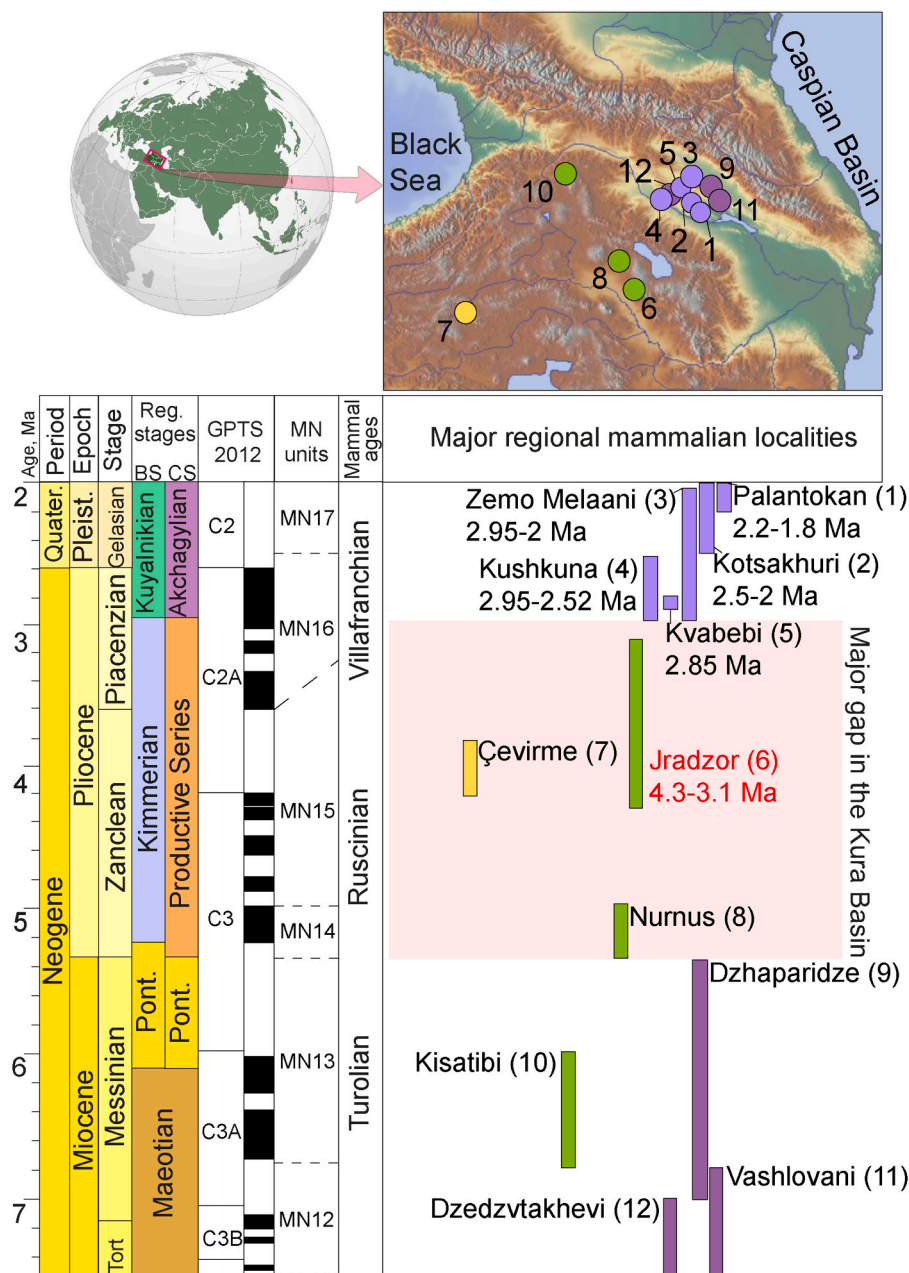 Black
Sea
Caspian Basin
5
3
9
12
10
11
4
2
1
8
6
7
Age, Ma
Period
Epoch
Stage
Reg.
stages
BS
CS
GPTS
2012
MN
units
Mammal
ages
Major regional mammalian localities
2
3
4
5
6
7
Quater.
Neogene
Pleist.
Pliocene
Miocene
Gelasian
Piacenzian
Zanclean
Messinian
Tort
Kuyalnikian
Kimmerian
Pont.
Akchagylian
Productive Series
Pont.
Maeotian
C2
C2A
C3
C3A
C3B
MN17
MN16
MN15
MN14
MN13
MN12
Villafranchian
Ruscinian
Turolian
Zemo Melaani (3)
2.95-2 Ma
Palantokan (1)
2.2-1.8 Ma
Kushkuna (4)
2.95-2.52 Ma
Kotsakhuri (2)
2.5-2 Ma
Kvabebi (5)
2.85 Ma
Çevirme (7)
Jradzor (6)
4.3-3.1 Ma
Major gap in the Kura Basin
Nurnus (8)
Dzhaparidze (9)
Kisatibi (10)
Vashlovani (11)
Dzedzvtakhevi (12)